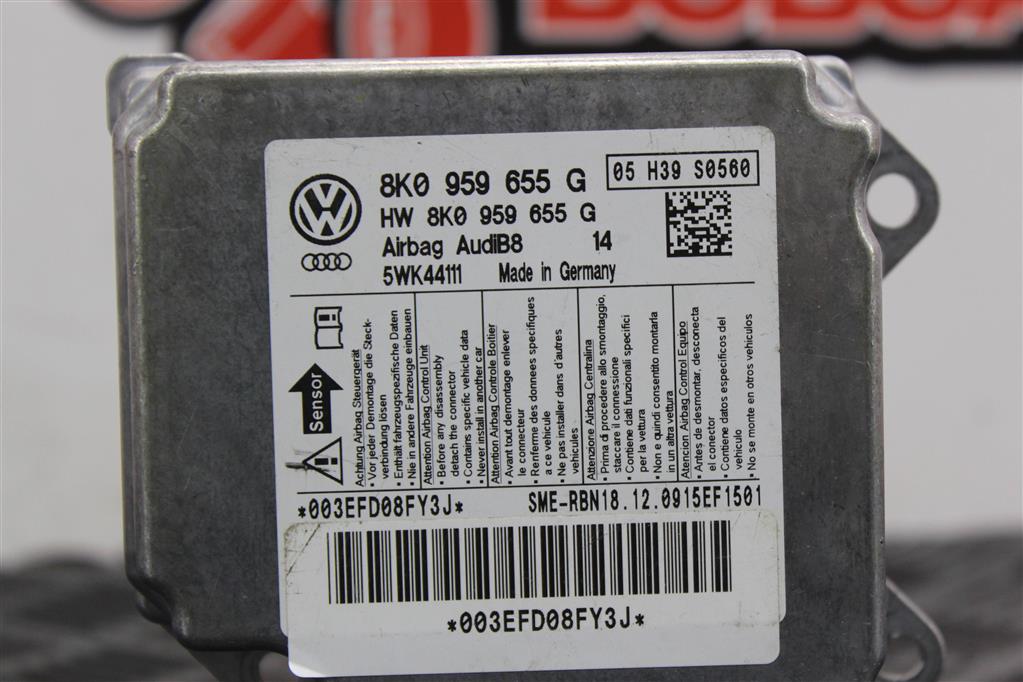 8K0 959 655 G
05 H39 S0560
HW 8K0 959 655 G
Airbag AudiB8 14
5WK44111 Made in Germany
Sensor
Achtung Airbag Steuergerät
• Vor jeder Demontage die Steck-
verbindung lösen
• Enthält fahrzeugspezifische Daten
• Nie in andere Fahrzeuge einbauen
Attention Airbag Control Unit
• Before any disassembly
detach the connector
• Contains specific vehicle data
• Never install in another car
Attention Airbag Controle Boitier
• Avant tout demontage enlever
le connecteur
• Renferme des donnees specifiques
a ce vehicule
• Ne pas installer dans d'autres
vehicules
Attenzione Airbag Centralina
• Prima di procedere allo smontaggio,
staccare il connessione
• Contiene dati funzionali specifici
per la vettura
• Non e quindi consentito montarla
in un altra vettura
Atencion Airbag Control Equipo
• Antes de desmontar, desconecta
el conector
• Contiene datos especificos del
vehiculo
• No se monte en otros vehiculos
*003EFD08FY3J*
SME-RBN18.12.0915EF1501
*003EFD08FY3J*